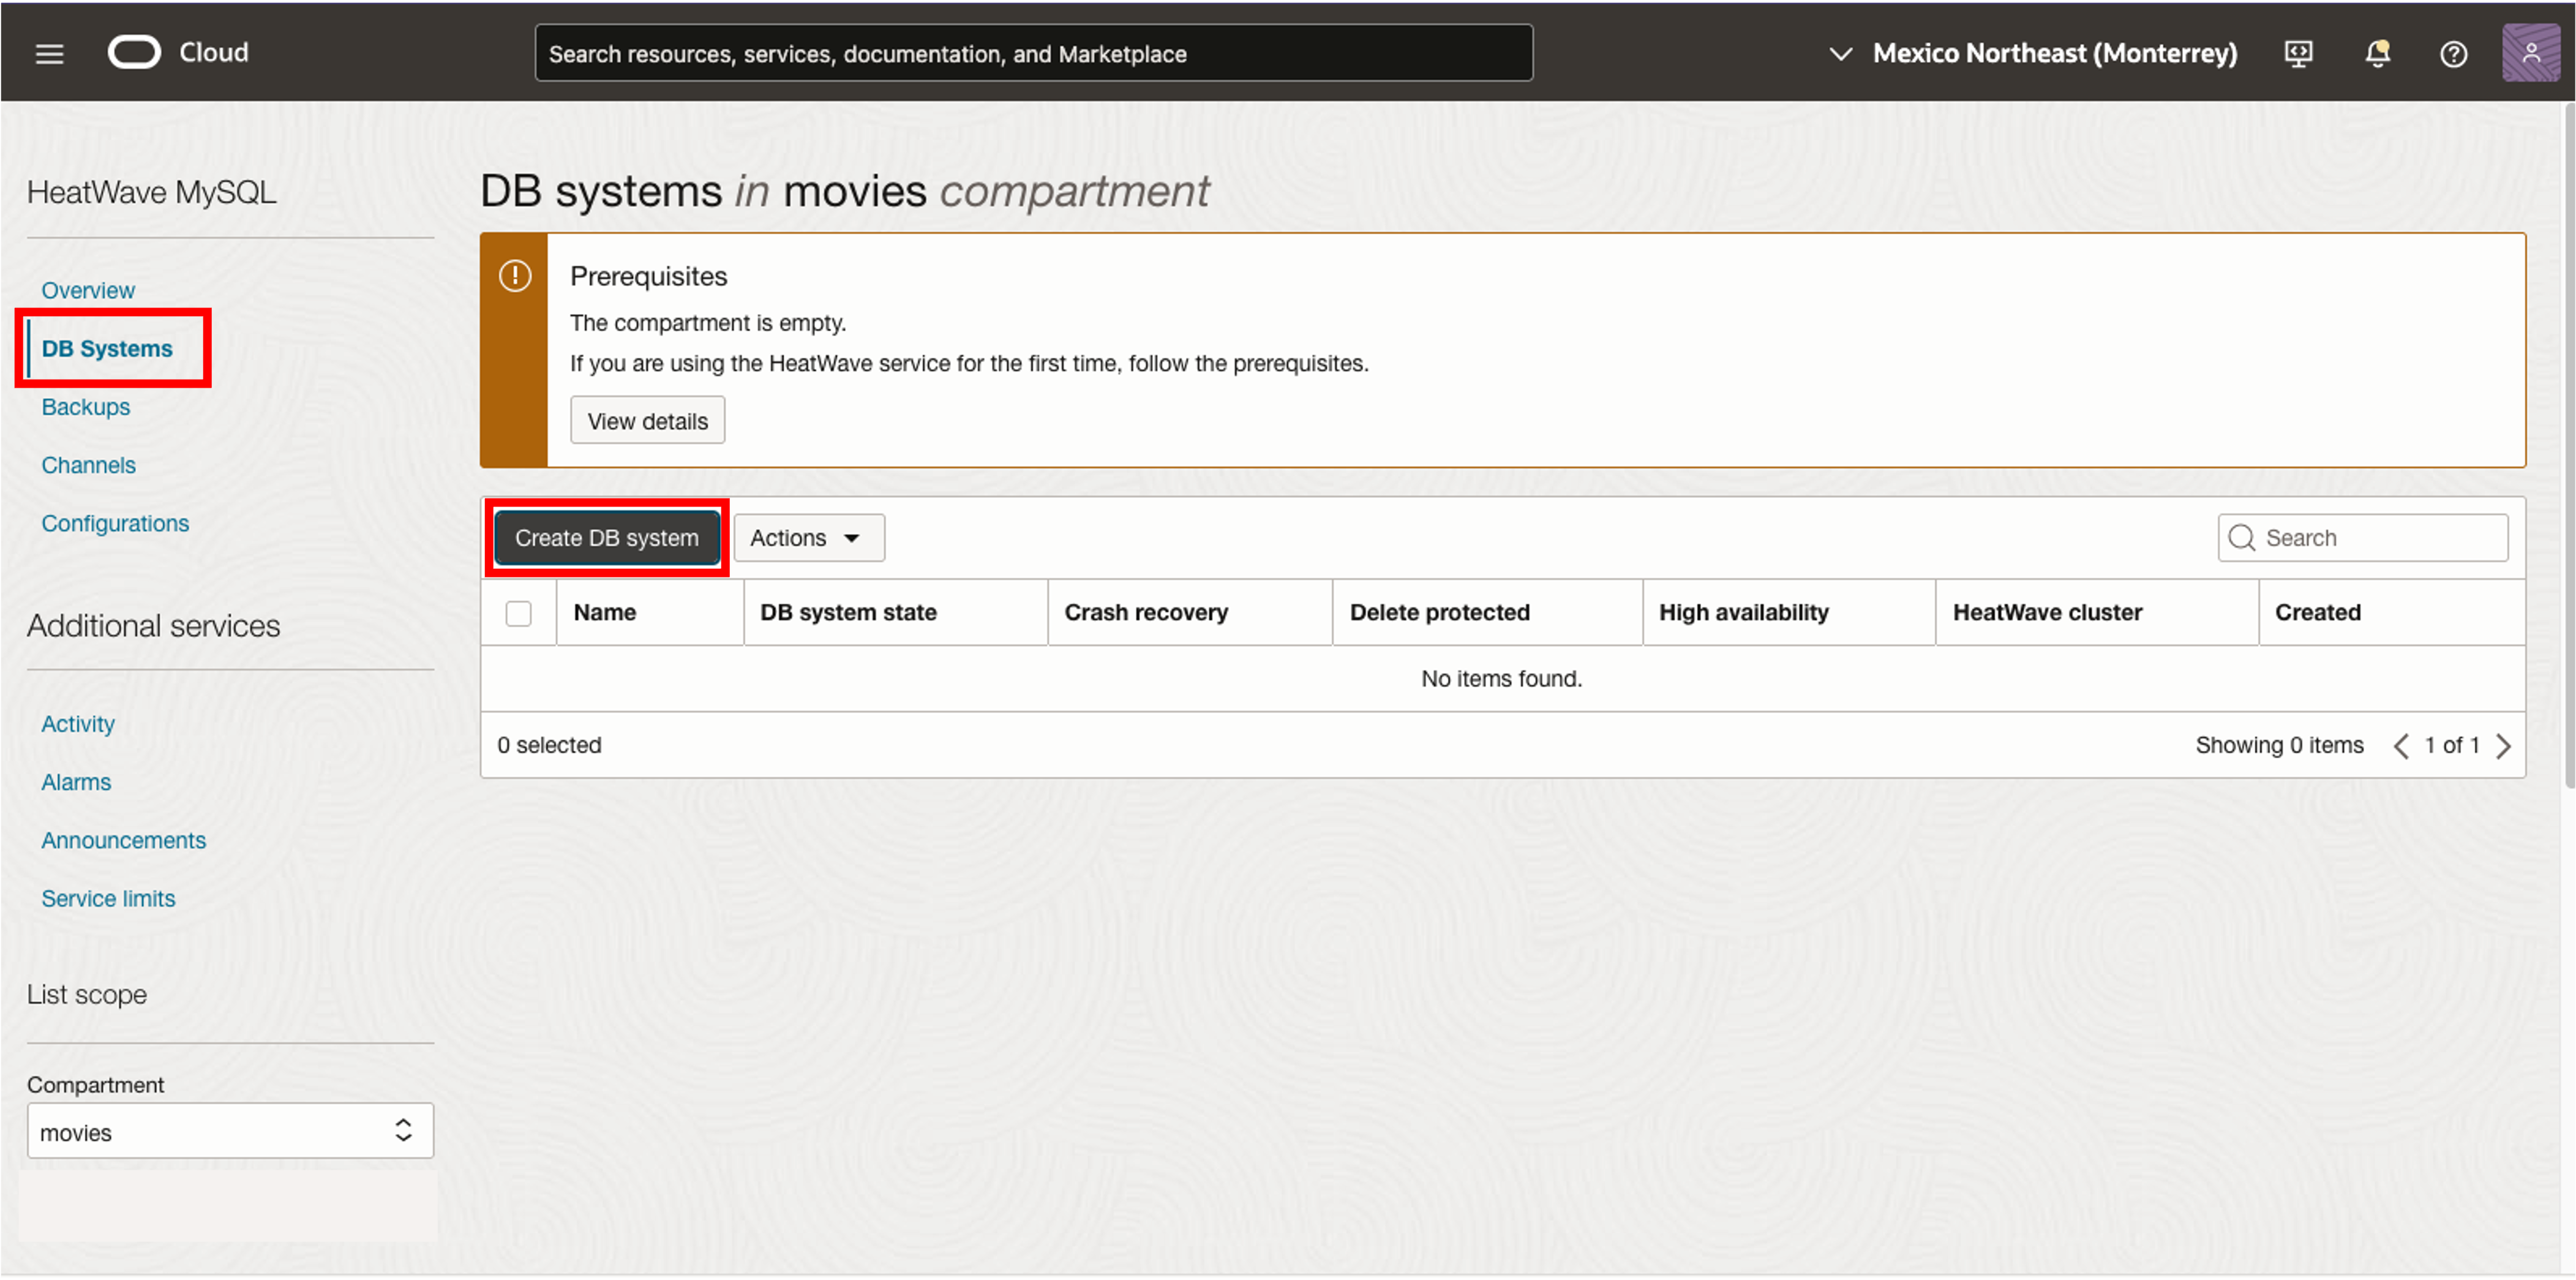 Cloud
Search resources, services, documentation, and Marketplace
Mexico Northeast (Monterrey)
HeatWave MySQL
Overview
DB Systems
Backups
Channels
Configurations
Additional services
Activity
Alarms
Announcements
Service limits
List scope
Compartment
movies
DB systems in movies compartment
Prerequisites
The compartment is empty.
If you are using the HeatWave service for the first time, follow the prerequisites.
View details
Create DB system
Actions
Search
Name DB system state Crash recovery Delete protected High availability HeatWave cluster Created
No items found.
0 selected
Showing 0 items 1 of 1